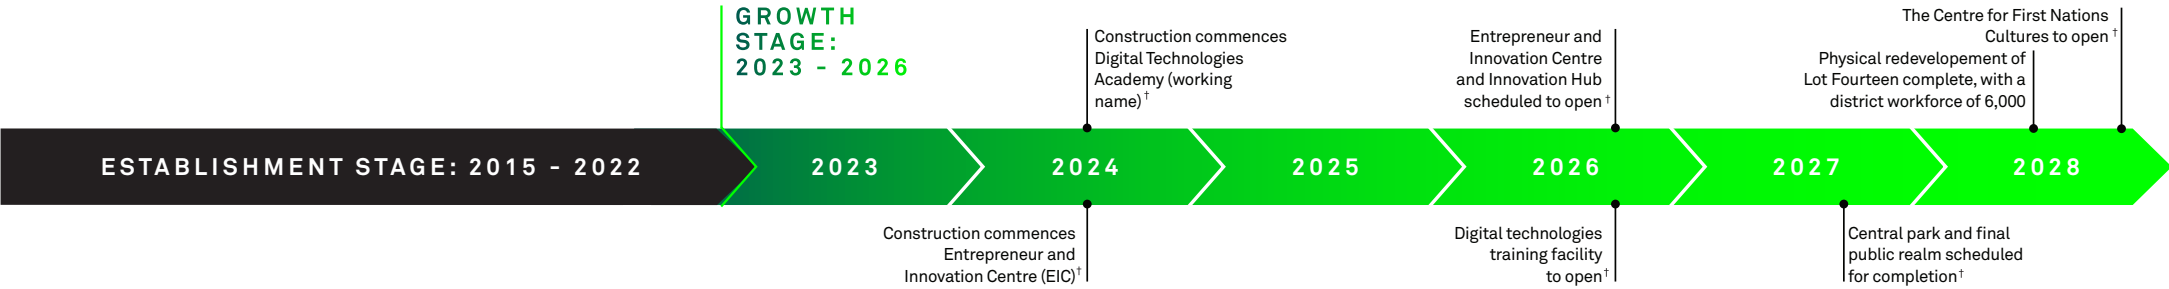 GROWTH
STAGE:
2023 - 2026
Construction commences
Digital Technologies
Academy (working
name)†
Entrepreneur and
Innovation Centre
and Innovation Hub
scheduled to open†
The Centre for First Nations
Cultures to open†
Physical redevelopement of
Lot Fourteen complete, with a
district workforce of 6,000
ESTABLISHMENT STAGE: 2015 - 2022
2023
2024
2025
2026
2027
2028
Construction commences
Entrepreneur and
Innovation Centre (EIC)†
Digital technologies
training facility
to open†
Central park and final
public realm scheduled
for completion†